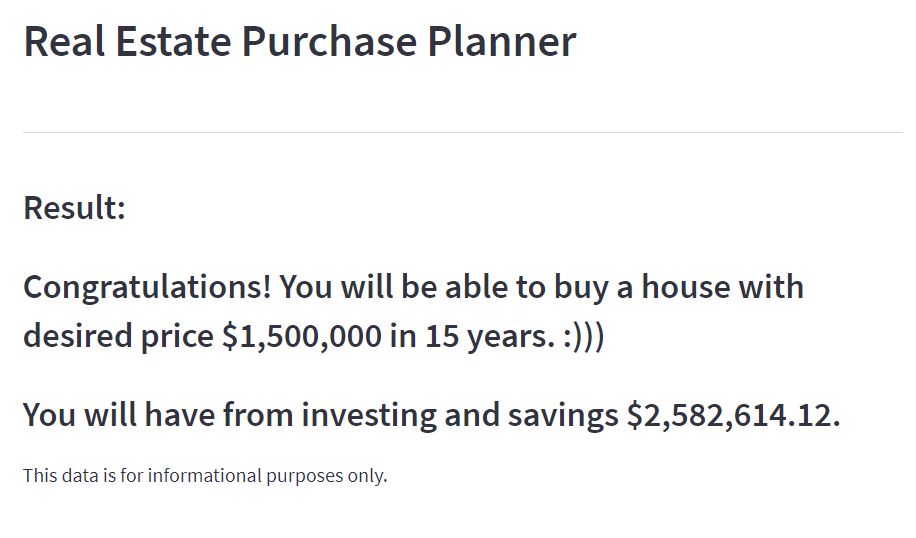 Real Estate Purchase Planner
Result:
Congratulations! You will be able to buy a house with
desired price $1,500,000 in 15 years. :)))
You will have from investing and savings $2,582,614.12.
This data is for informational purposes only.